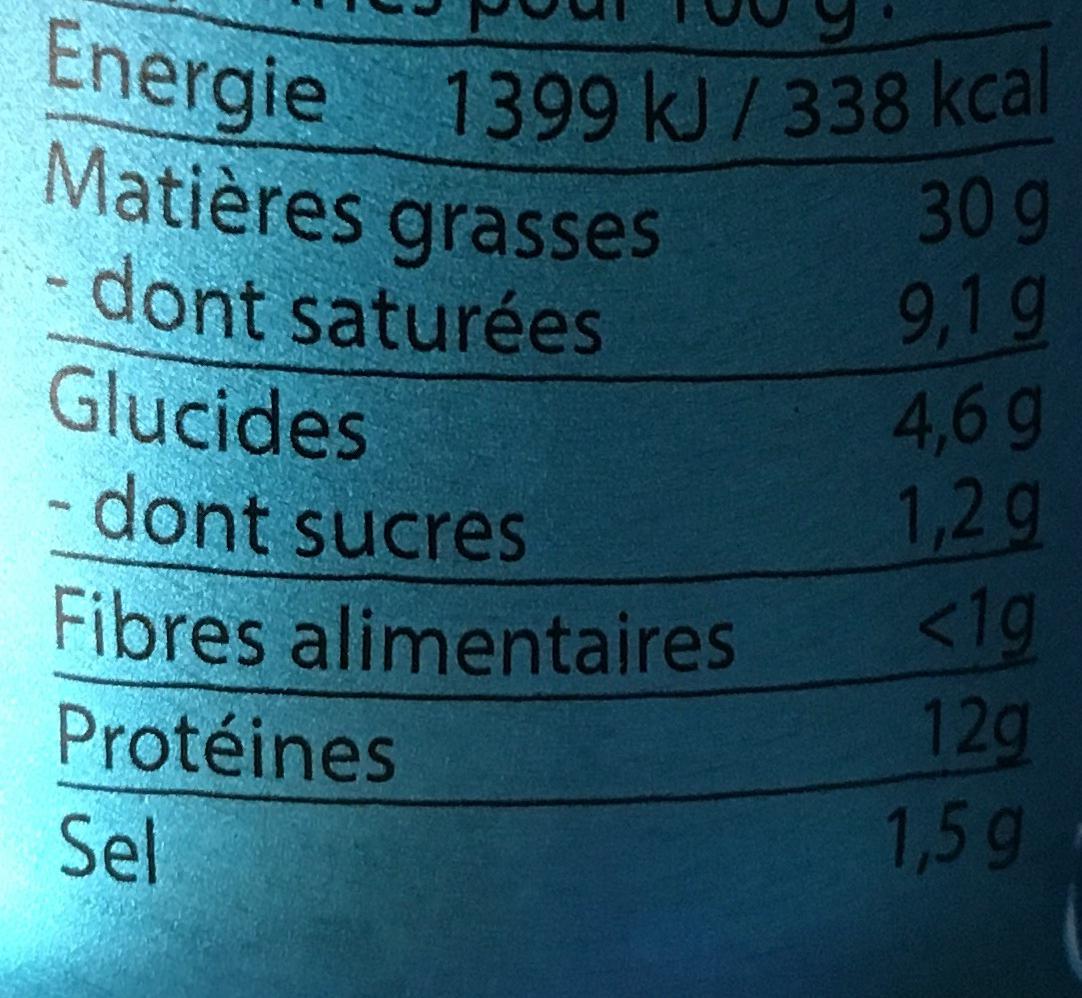 pour 100 g :
Energie 1399 kJ / 338 kcal
Matières grasses 30 g
- dont saturées 9,1 g
Glucides 4,6 g
- dont sucres 1,2 g
Fibres alimentaires <1g
Protéines 12g
Sel 1,5 g